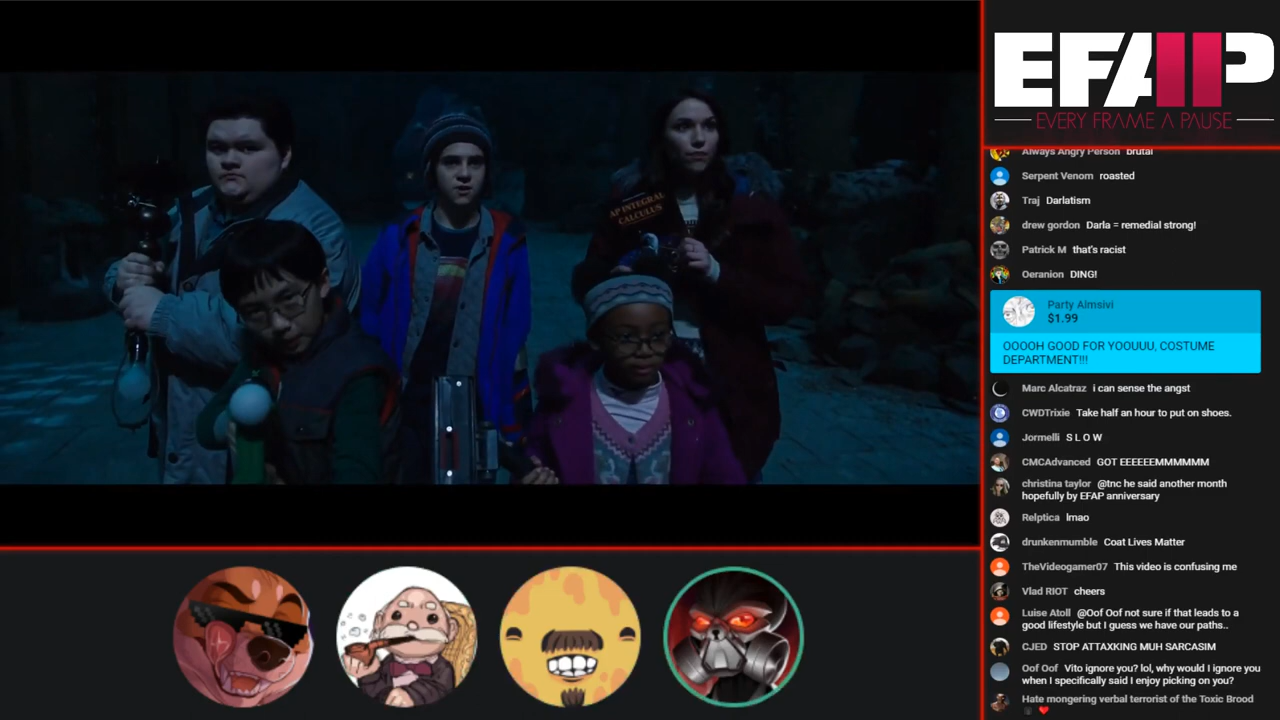 AP INTEGRAL
CALCULUS
EFAP
EVERY FRAME A PAUSE
Always Angry Person brutal
Serpent Venom roasted
Traj Darlatism
drew gordon Darla = remedial strong!
Patrick M that's racist
Oeranion DING!
Party Almsivi
$1.99
OOOOH GOOD FOR YOOUUU, COSTUME
DEPARTMENT!!!
Marc Alcatraz i can sense the angst
CWDTrixie Take half an hour to put on shoes.
Jormelli S L O W
CMCAdvanced GOT EEEEEEMMMMMM
christina taylor @tnc he said another month
hopefully by EFAP anniversary
Relptica lmao
drunkenmumble Coat Lives Matter
TheVideogamer07 This video is confusing me
Vlad RIOT cheers
Luise Atoll @Oof Oof not sure if that leads to a
good lifestyle but I guess we have our paths..
CJED STOP ATTAXKING MUH SARCASIM
Oof Oof Vito ignore you? lol, why would I ignore you
when I specifically said I enjoy picking on you?
Hate mongering verbal terrorist of the Toxic Brood